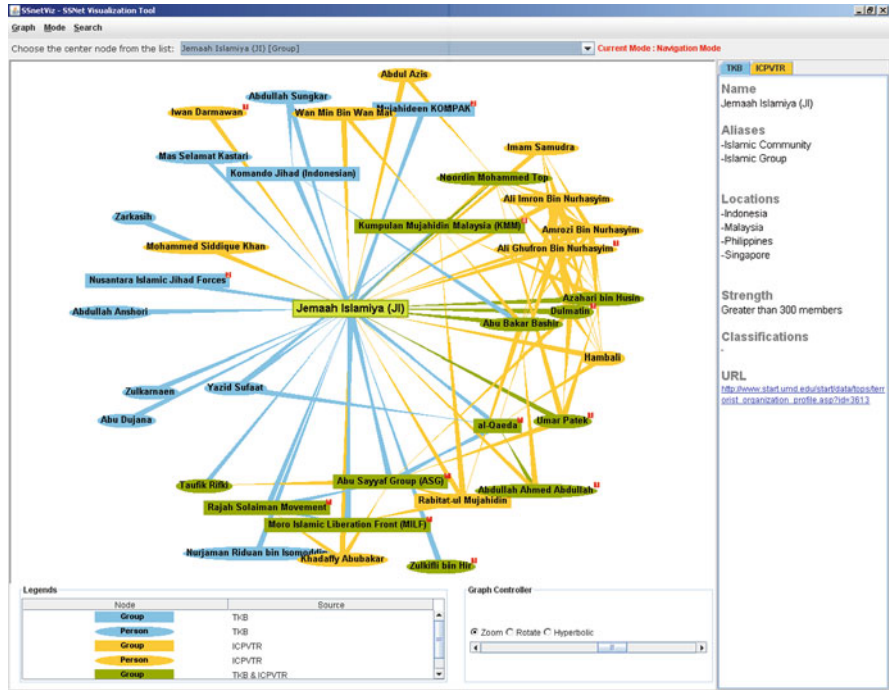 SSnetViz - SSNet Visualization Tool
Graph Mode Search
Choose the center node from the list: Jemaah Islamiya (JI) [Group] Current Mode : Navigation Mode
Abdul Azis
Abdullah Sungkar
Iwan Darmawan
Wan Min Bin Wan Mat
Mujahideen KOMPAK
Imam Samudra
Mas Selamat Kastari
Komando Jihad (Indonesian)
Noordin Mohammed Top
Ali Imron Bin Nurhasyim
Zarkasih
Kumpulan Mujahidin Malaysia (KMM)
Amrozi Bin Nurhasyim
Mohammed Siddique Khan
Ali Ghufron Bin Nurhasyim
Nusantara Islamic Jihad Forces
Azahari bin Husin
Jemaah Islamiya (JI)
Dulmatin
Abdullah Anshori
Abu Bakar Bashir
Hambali
Zulkarnaen
Yazid Sufaat
Abu Dujana
al-Qaeda
Umar Patek
Taufik Rifki
Abu Sayyaf Group (ASG)
Abdullah Ahmed Abdullah
Rabitat-ul Mujahidin
Rajah Solaiman Movement
Moro Islamic Liberation Front (MILF)
Nurjaman Riduan bin Isomoddin
Khadaffy Abubakar
Zulkifli bin Hir
TKB ICPVTR
Name
Jemaah Islamiya (JI)
Aliases
-Islamic Community
-Islamic Group
Locations
-Indonesia
-Malaysia
-Philippines
-Singapore
Strength
Greater than 300 members
Classifications
-
URL
http://www.start.umd.edu/start/data/tops/terr
orist_organization_profile.asp?id=3613
Legends
Node Source
Group TKB
Person TKB
Group ICPVTR
Person ICPVTR
Group TKB & ICPVTR
Graph Controller
Zoom Rotate Hyperbolic